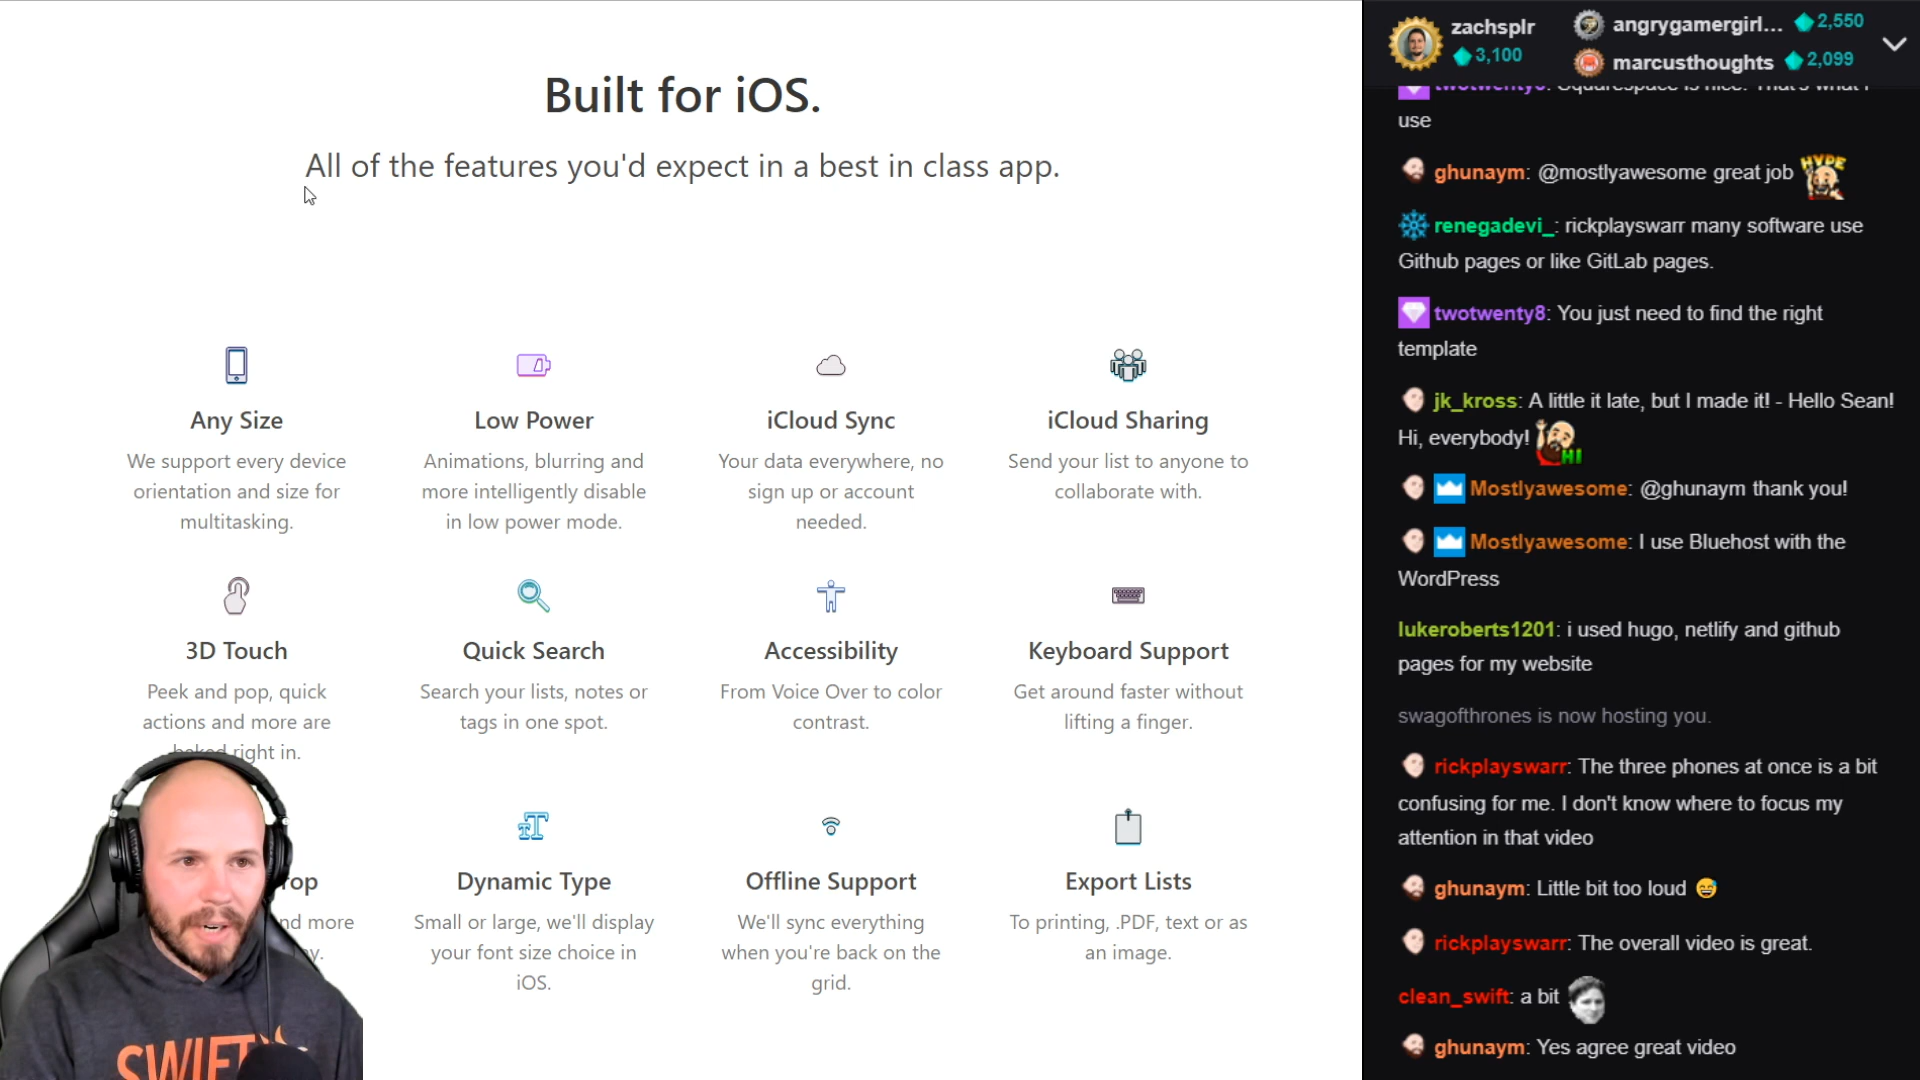 Built for iOS.
All of the features you'd expect in a best in class app.
Any Size
We support every device
orientation and size for
multitasking.
Low Power
Animations, blurring and
more intelligently disable
in low power mode.
iCloud Sync
Your data everywhere, no
sign up or account
needed.
iCloud Sharing
Send your list to anyone to
collaborate with.
3D Touch
Peek and pop, quick
actions and more are
baked right in.
Quick Search
Search your lists, notes or
tags in one spot.
Accessibility
From Voice Over to color
contrast.
Keyboard Support
Get around faster without
lifting a finger.
rop
nd more
y.
Dynamic Type
Small or large, we'll display
your font size choice in
iOS.
Offline Support
We'll sync everything
when you're back on the
grid.
Export Lists
To printing, .PDF, text or as
an image.
SWIFT
zachsplr
3,100
angrygamergirl... 2,550
marcusthoughts 2,099
twotwenty8: Squarespace is nice. That's what I
use
ghunaym: @mostlyawesome great job HYPE
renegadevi_: rickplayswarr many software use
Github pages or like GitLab pages.
twotwenty8: You just need to find the right
template
jk_kross: A little it late, but I made it! - Hello Sean!
Hi, everybody! HI
Mostlyawesome: @ghunaym thank you!
Mostlyawesome: I use Bluehost with the
WordPress
lukeroberts1201: i used hugo, netlify and github
pages for my website
swagofthrones is now hosting you.
rickplayswarr: The three phones at once is a bit
confusing for me. I don't know where to focus my
attention in that video
ghunaym: Little bit too loud 😅
rickplayswarr: The overall video is great.
clean_swift: a bit
ghunaym: Yes agree great video